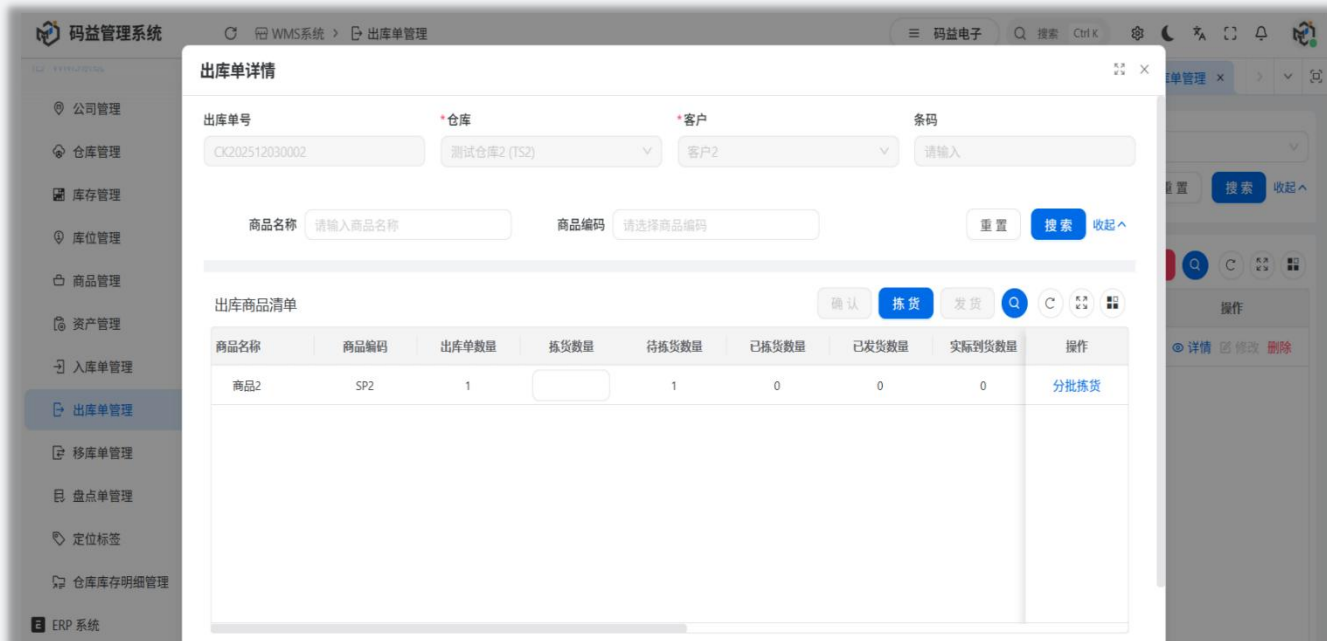 码益管理系统 WMS系统 > 出库单管理 码益电子 搜索 Ctrl K
出库单详情
单管理 ×
公司管理
仓库管理
库存管理
库位管理
商品管理
资产管理
入库单管理
出库单管理
移库单管理
盘点单管理
定位标签
仓库库存明细管理
ERP 系统
出库单号 *仓库 *客户 条码
CK202512030002 测试仓库2 (TS2) 客户2 请输入
重置 搜索 收起
商品名称 请输入商品名称 商品编码 请选择商品编码 重置 搜索 收起
出库商品清单 确认 拣货 发货
商品名称 商品编码 出库单数量 拣货数量 待拣货数量 已拣货数量 已发货数量 实际到货数量 操作
商品2 SP2 1 1 0 0 0 分批拣货
操作
详情 修改 删除